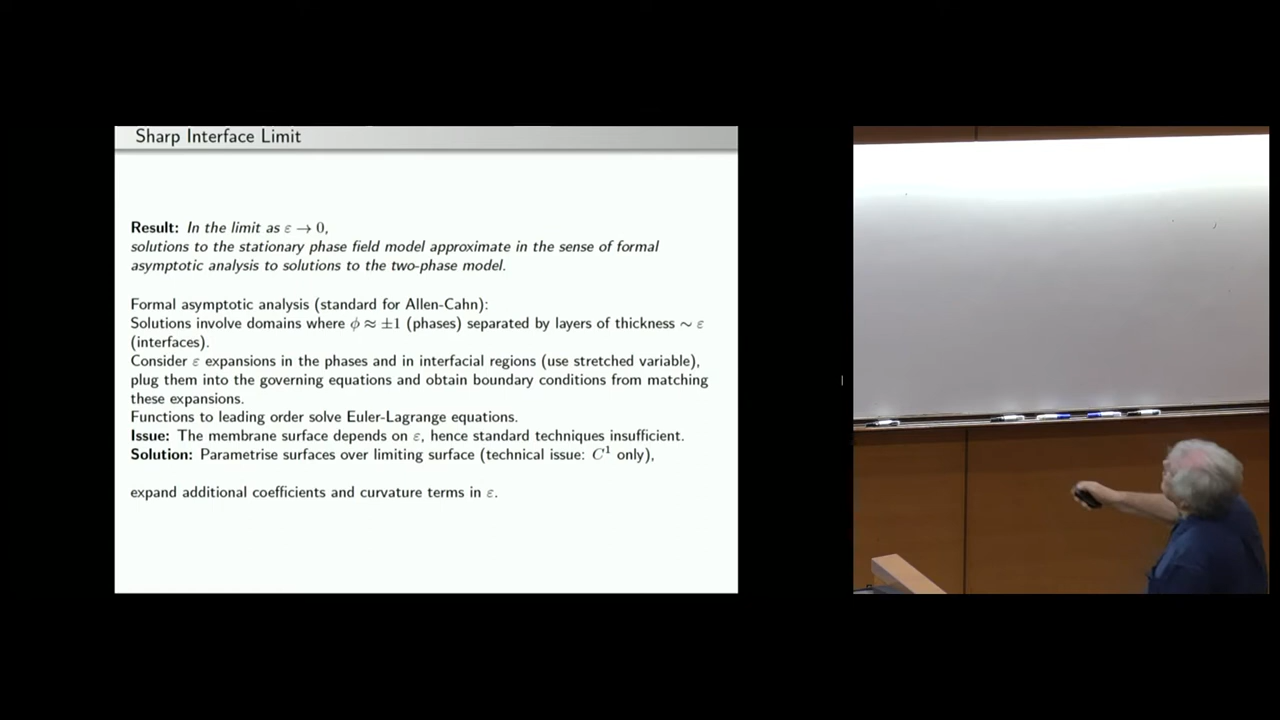 Sharp Interface Limit
Result: In the limit as ε → 0,
solutions to the stationary phase field model approximate in the sense of formal
asymptotic analysis to solutions to the two-phase model.
Formal asymptotic analysis (standard for Allen-Cahn):
Solutions involve domains where ϕ ≈ ±1 (phases) separated by layers of thickness ∼ ε
(interfaces).
Consider ε expansions in the phases and in interfacial regions (use stretched variable),
plug them into the governing equations and obtain boundary conditions from matching
these expansions.
Functions to leading order solve Euler-Lagrange equations.
Issue: The membrane surface depends on ε, hence standard techniques insufficient.
Solution: Parametrise surfaces over limiting surface (technical issue: C¹ only),
expand additional coefficients and curvature terms in ε.